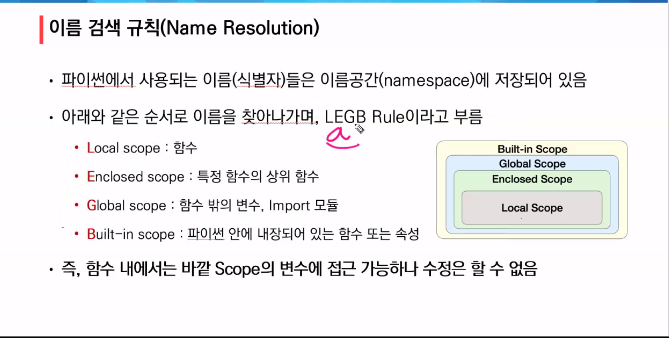 이름 검색 규칙(Name Resolution)
• 파이썬에서 사용되는 이름(식별자)들은 이름공간(namespace)에 저장되어 있음
• 아래와 같은 순서로 이름을 찾아나가며, LEGB Rule이라고 부름
a
• Local scope : 함수
• Enclosed scope : 특정 함수의 상위 함수
• Global scope : 함수 밖의 변수, Import 모듈
• Built-in scope : 파이썬 안에 내장되어 있는 함수 또는 속성
Built-in Scope
Global Scope
Enclosed Scope
Local Scope
• 즉, 함수 내에서는 바깥 Scope의 변수에 접근 가능하나 수정은 할 수 없음